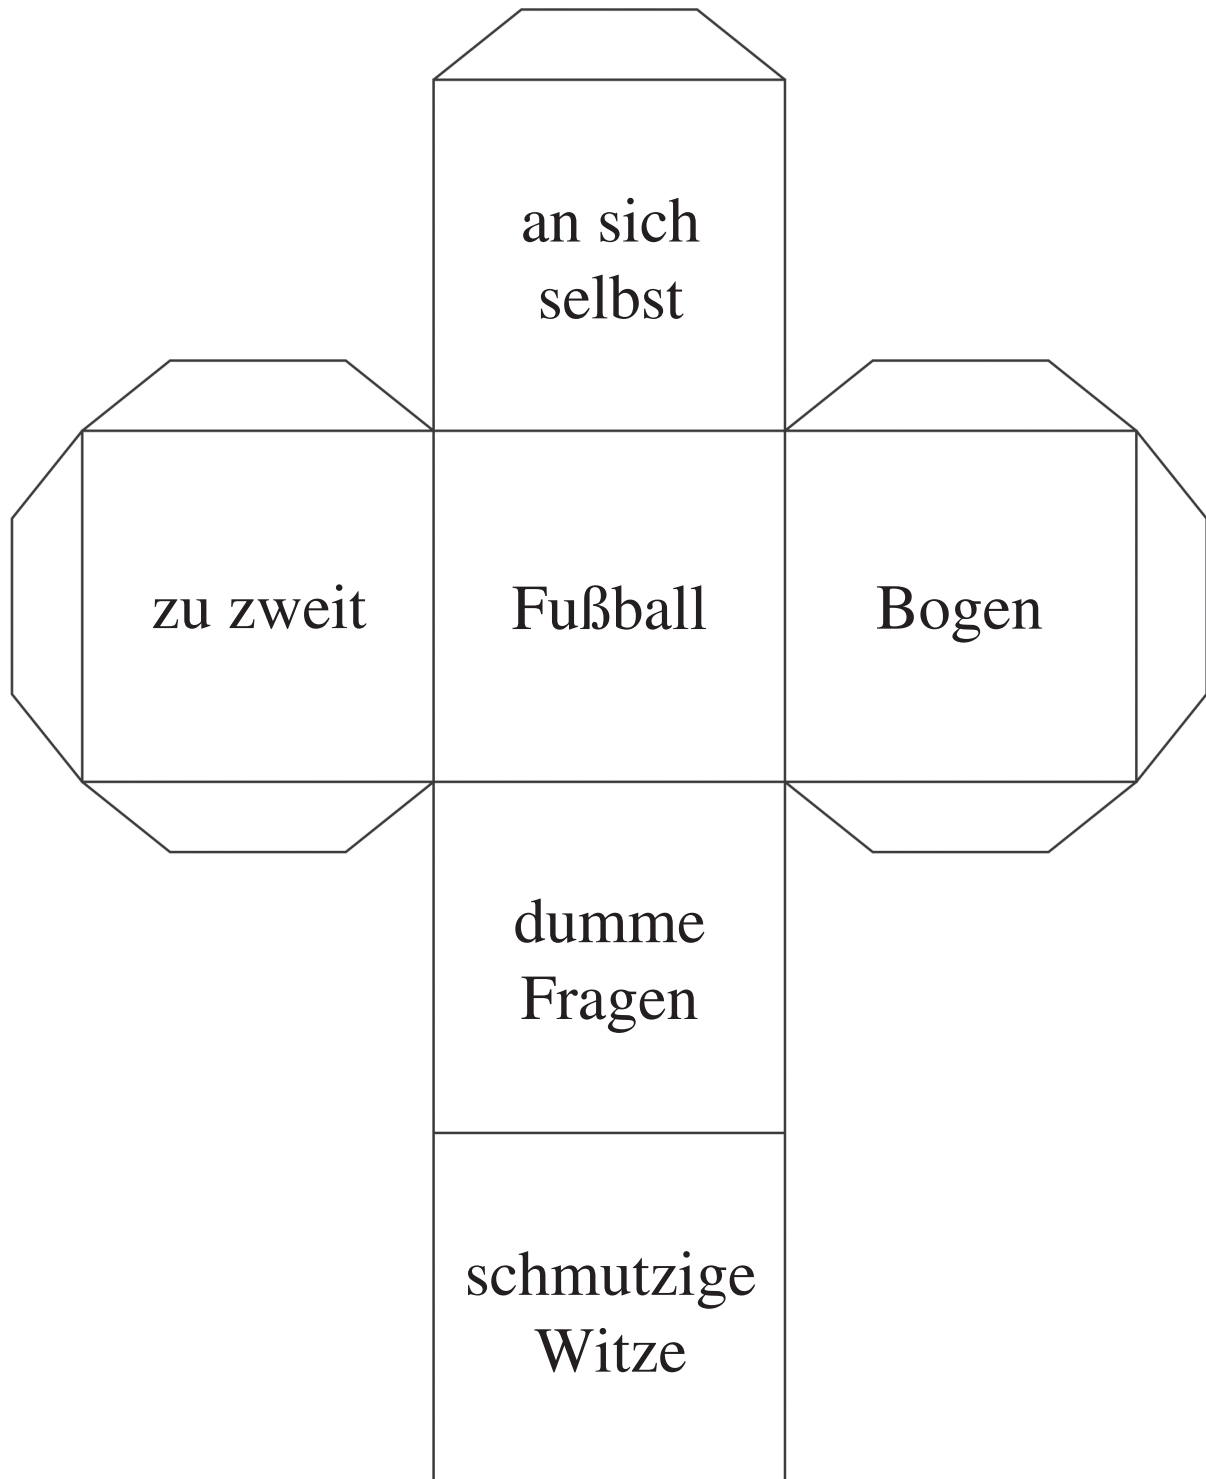 an sich
selbst
zu zweit
Fußball
Bogen
dumme
Fragen
schmutzige
Witze